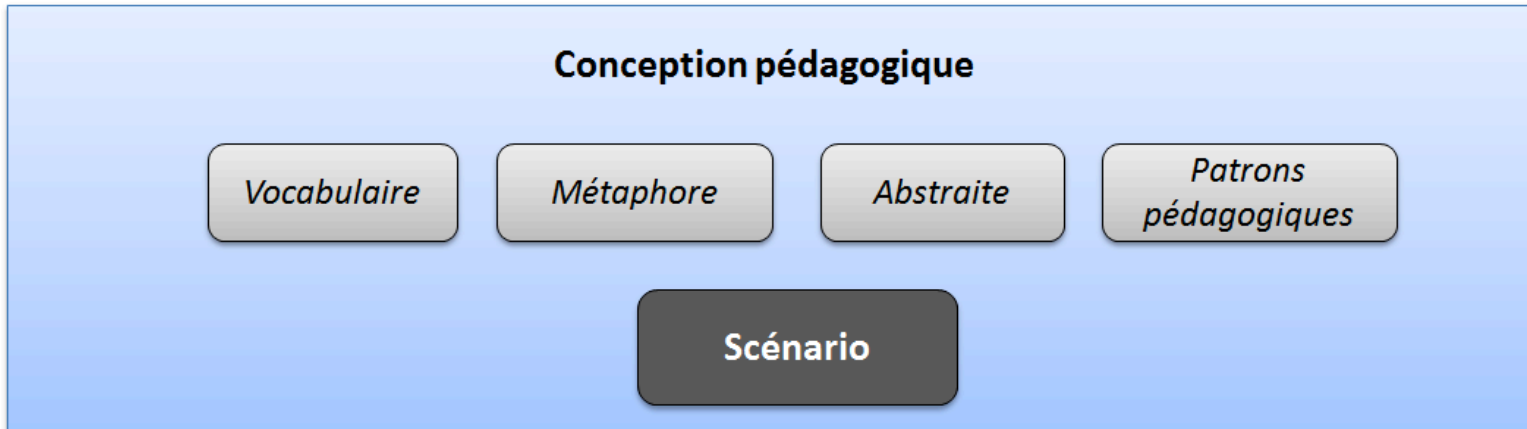 Conception pédagogique
Vocabulaire
Métaphore
Abstraite
Patrons
pédagogiques
Scénario